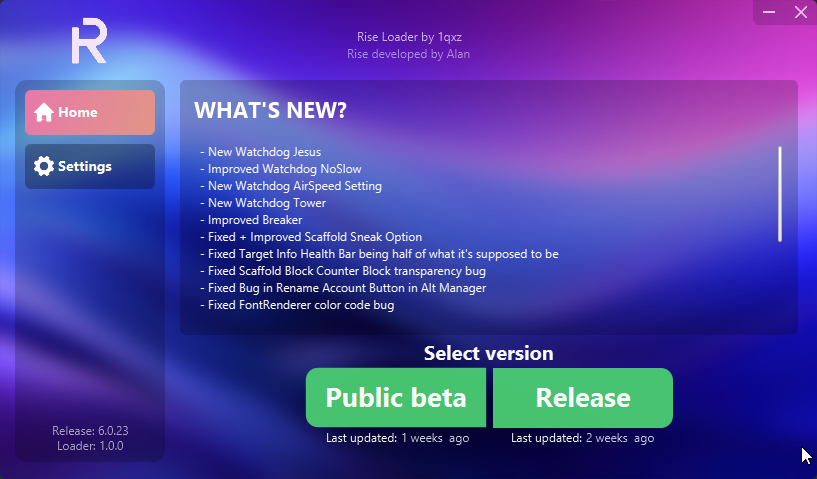 Rise Loader by 1qxz
Rise developed by Alan
Home
Settings
WHAT'S NEW?
- New Watchdog Jesus
- Improved Watchdog NoSlow
- New Watchdog AirSpeed Setting
- New Watchdog Tower
- Improved Breaker
- Fixed + Improved Scaffold Sneak Option
- Fixed Target Info Health Bar being half of what it's supposed to be
- Fixed Scaffold Block Counter Block transparency bug
- Fixed Bug in Rename Account Button in Alt Manager
- Fixed FontRenderer color code bug
Select version
Public beta
Release
Last updated: 1 weeks ago
Last updated: 2 weeks ago
Release: 6.0.23
Loader: 1.0.0